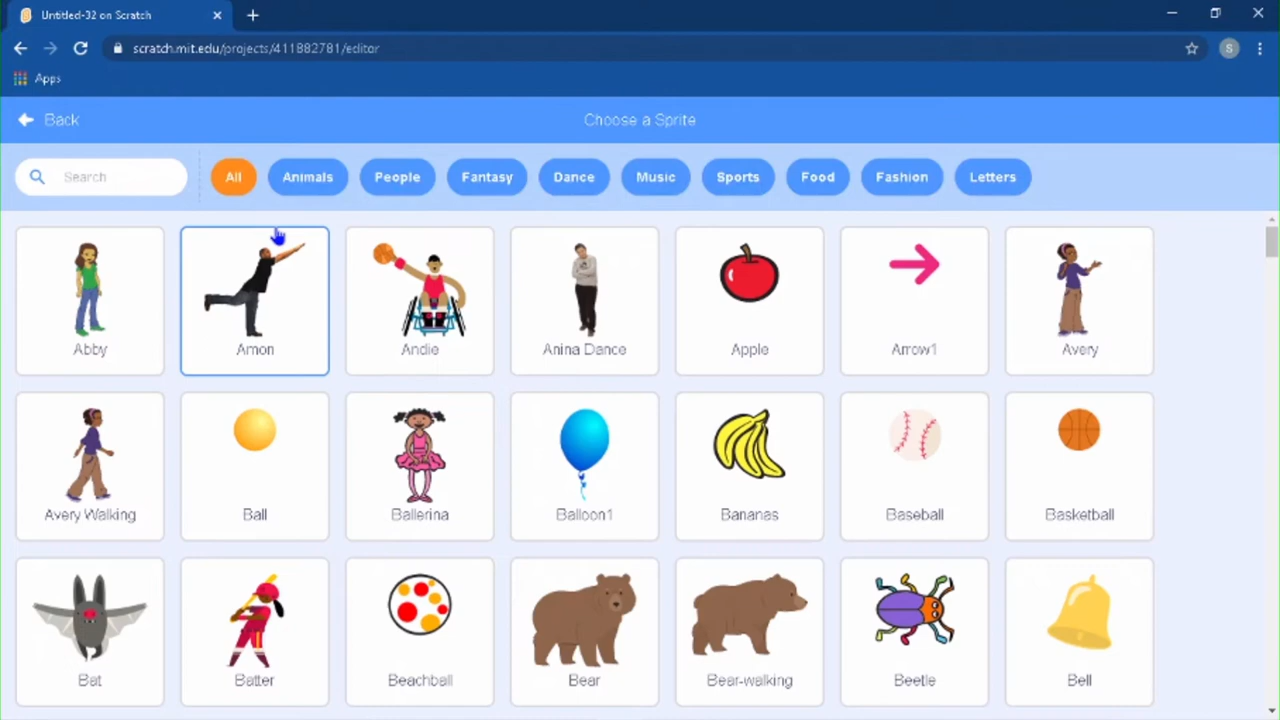 Untitled-32 on Scratch
scratch.mit.edu/projects/411882781/editor
S
Apps
Back
Choose a Sprite
Search
All
Animals
People
Fantasy
Dance
Music
Sports
Food
Fashion
Letters
Abby
Amon
Andie
Anina Dance
Apple
Arrow1
Avery
Avery Walking
Ball
Ballerina
Balloon1
Bananas
Baseball
Basketball
Bat
Batter
Beachball
Bear
Bear-walking
Beetle
Bell